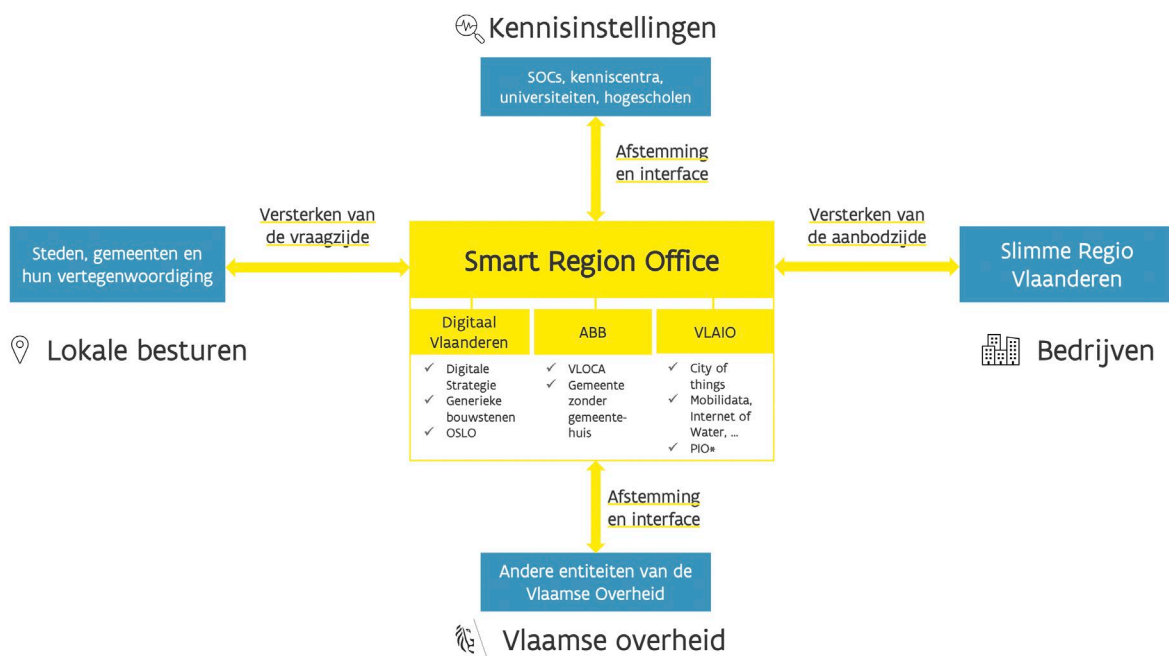 Kennisinstellingen
SOCs, kenniscentra,
universiteiten, hogescholen
Afstemming
en interface
Versterken van
de vraagzijde
Versterken van
de aanbodzijde
Steden, gemeenten en
hun vertegenwoordiging
Smart Region Office
Slimme Regio
Vlaanderen
Lokale besturen
Bedrijven
Digitaal
Vlaanderen
✓ Digitale
Strategie
✓ Generieke
bouwstenen
✓ OSLO
ABB
✓ VLOCA
✓ Gemeente
zonder
gemeente-
huis
VLAIO
✓ City of
things
✓ Mobilidata,
Internet of
Water, ...
✓ PIO*
Afstemming
en interface
Andere entiteiten van de
Vlaamse Overheid
Vlaamse overheid